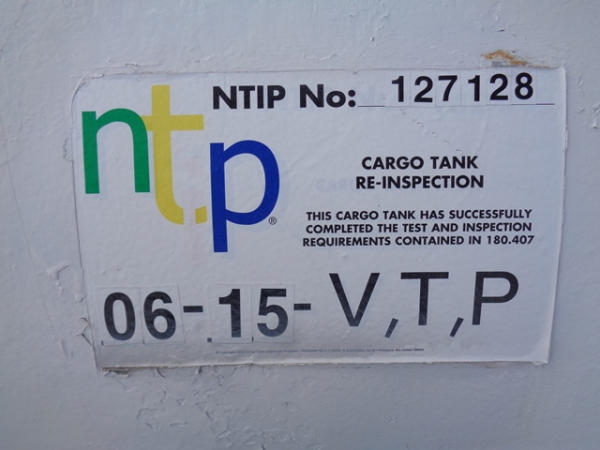 ntp®
NTIP No: 127128
CARGO TANK
RE-INSPECTION
THIS CARGO TANK HAS SUCCESSFULLY
COMPLETED THE TEST AND INSPECTION
REQUIREMENTS CONTAINED IN 180.407
06-15-V,T,P